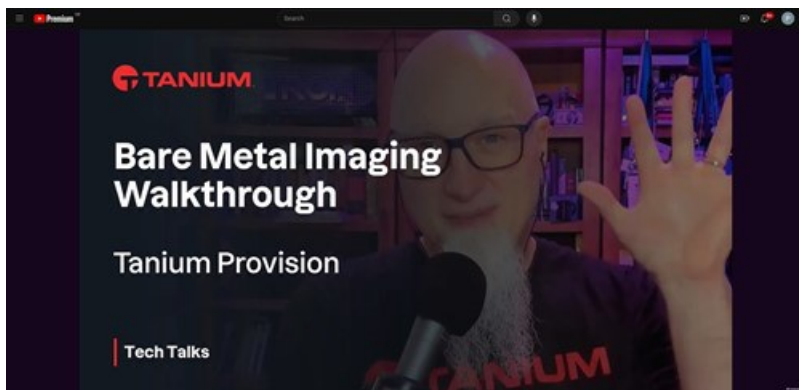 Premium
Search
TANIUM
Bare Metal Imaging
Walkthrough
Tanium Provision
Tech Talks
TANIUM